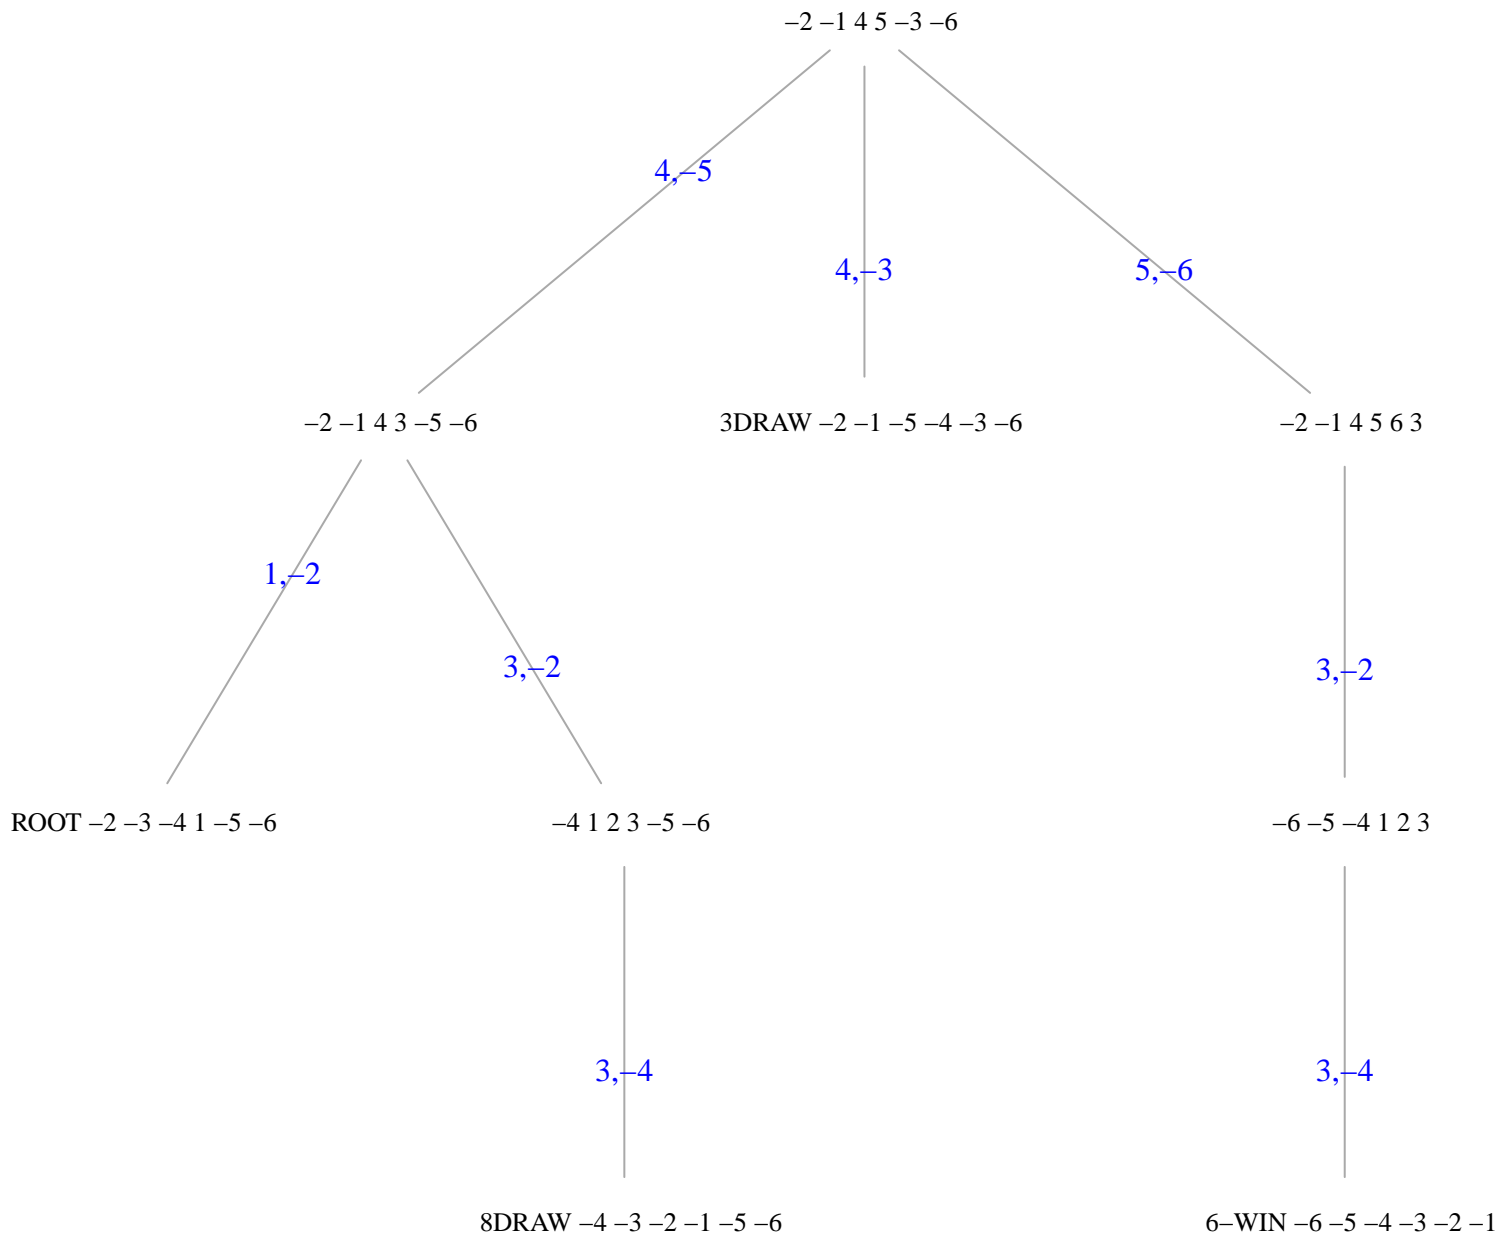 –2 –1 4 5 –3 –6
4,–5
4,–3
5,–6
–2 –1 4 3 –5 –6
3DRAW –2 –1 –5 –4 –3 –6
–2 –1 4 5 6 3
1,–2
3,–2
3,–2
ROOT –2 –3 –4 1 –5 –6
–4 1 2 3 –5 –6
–6 –5 –4 1 2 3
3,–4
3,–4
8DRAW –4 –3 –2 –1 –5 –6
6–WIN –6 –5 –4 –3 –2 –1